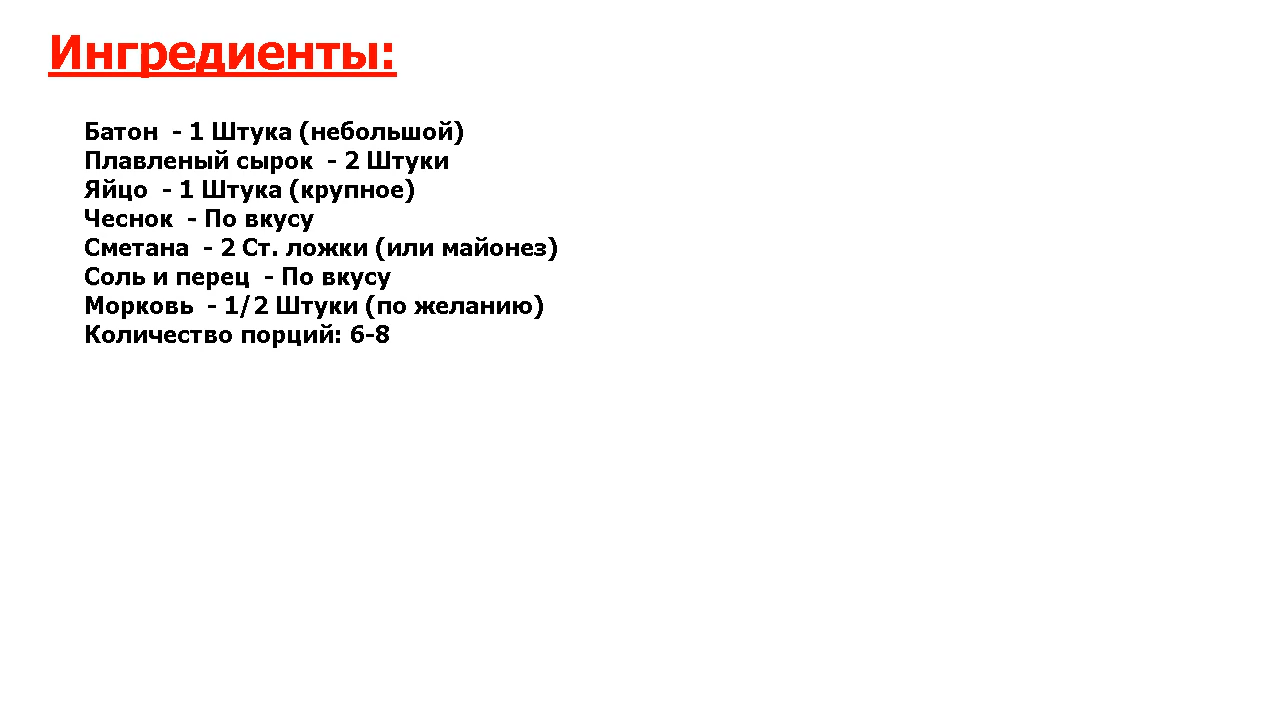 Ингредиенты:
Батон  - 1 Штука (небольшой)
Плавленый сырок  - 2 Штуки
Яйцо  - 1 Штука (крупное)
Чеснок  - По вкусу
Сметана  - 2 Ст. ложки (или майонез)
Соль и перец  - По вкусу
Морковь  - 1/2 Штуки (по желанию)
Количество порций: 6-8